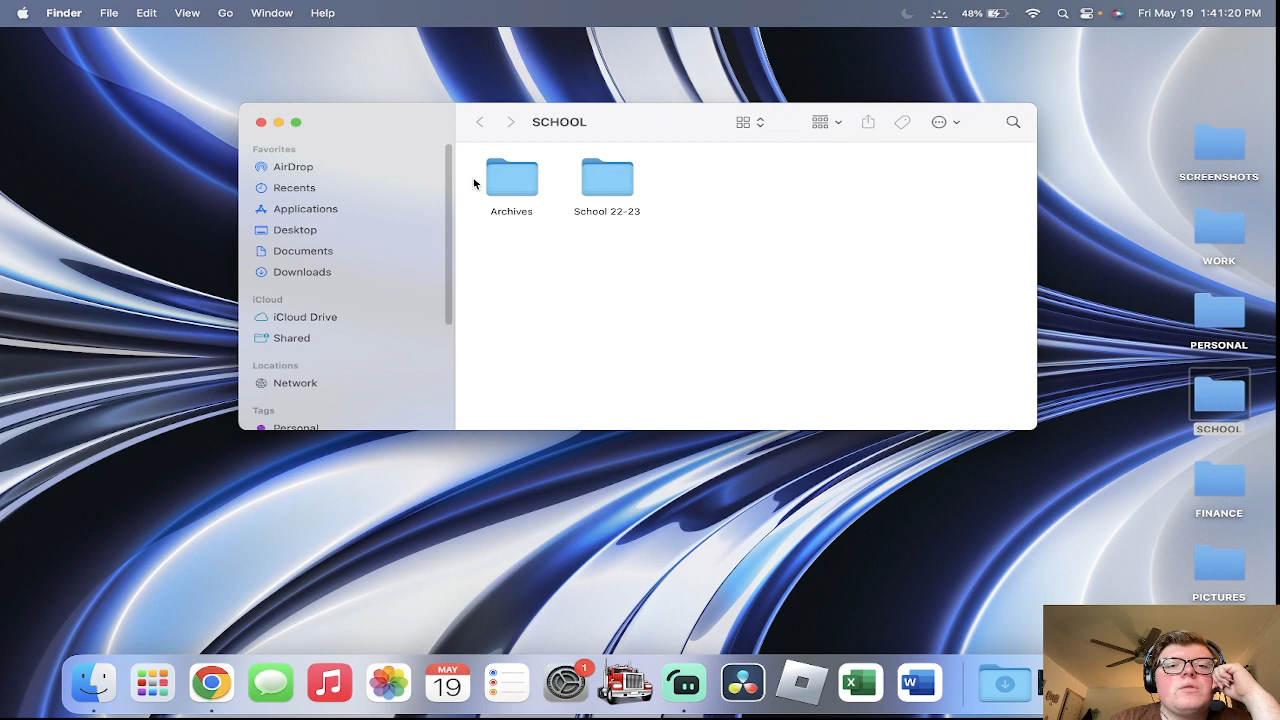 Finder File Edit View Go Window Help 48% Fri May 19 1:41:20 PM
SCHOOL
Favorites
AirDrop
Recents
Applications
Desktop
Documents
Downloads
iCloud
iCloud Drive
Shared
Locations
Network
Tags
Personal
Archives
School 22-23
SCREENSHOTS
WORK
PERSONAL
SCHOOL
FINANCE
PICTURES
MAY
19
1
X
W